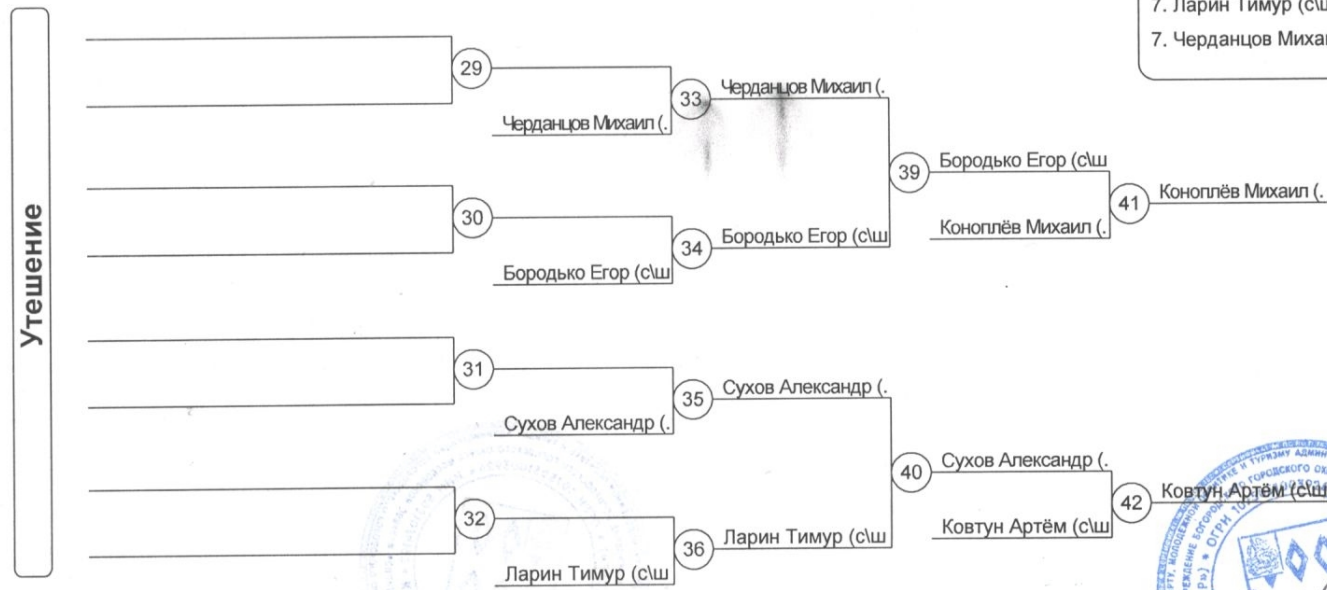 7. Ларин Тимур (с\ш
7. Черданцов Миха
Утешение
29
Черданцов Михаил (.
33
Черданцов Михаил (.
30
Бородько Егор (с\ш
34
Бородько Егор (с\ш
39
Бородько Егор (с\ш
Коноплёв Михаил (.
41
Коноплёв Михаил (.
31
Сухов Александр (.
35
Сухов Александр (.
32
Ларин Тимур (с\ш
36
Ларин Тимур (с\ш
40
Сухов Александр (.
Ковтун Артём (с\ш
42
Ковтун Артём (с\ш
ОГРН